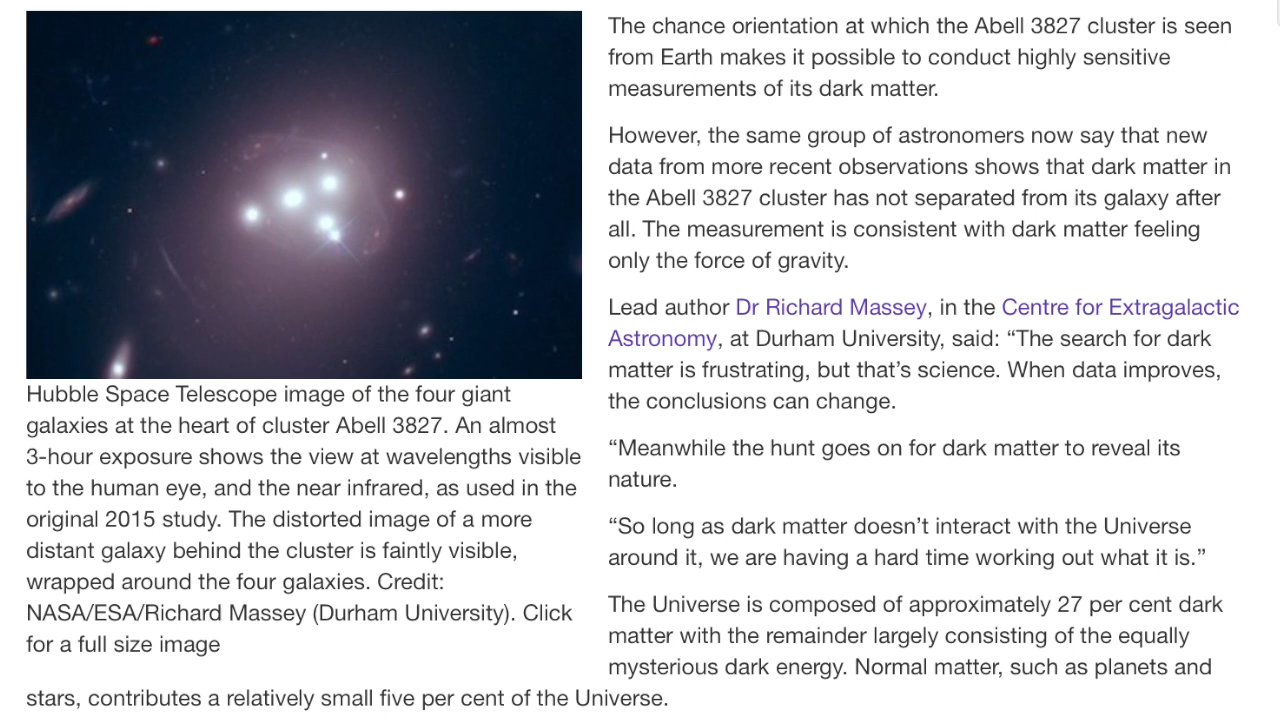 Hubble Space Telescope image of the four giant
galaxies at the heart of cluster Abell 3827. An almost
3-hour exposure shows the view at wavelengths visible
to the human eye, and the near infrared, as used in the
original 2015 study. The distorted image of a more
distant galaxy behind the cluster is faintly visible,
wrapped around the four galaxies. Credit:
NASA/ESA/Richard Massey (Durham University). Click
for a full size image
The chance orientation at which the Abell 3827 cluster is seen
from Earth makes it possible to conduct highly sensitive
measurements of its dark matter.
However, the same group of astronomers now say that new
data from more recent observations shows that dark matter in
the Abell 3827 cluster has not separated from its galaxy after
all. The measurement is consistent with dark matter feeling
only the force of gravity.
Lead author Dr Richard Massey, in the Centre for Extragalactic
Astronomy, at Durham University, said: “The search for dark
matter is frustrating, but that’s science. When data improves,
the conclusions can change.
“Meanwhile the hunt goes on for dark matter to reveal its
nature.
“So long as dark matter doesn’t interact with the Universe
around it, we are having a hard time working out what it is.”
The Universe is composed of approximately 27 per cent dark
matter with the remainder largely consisting of the equally
mysterious dark energy. Normal matter, such as planets and
stars, contributes a relatively small five per cent of the Universe.